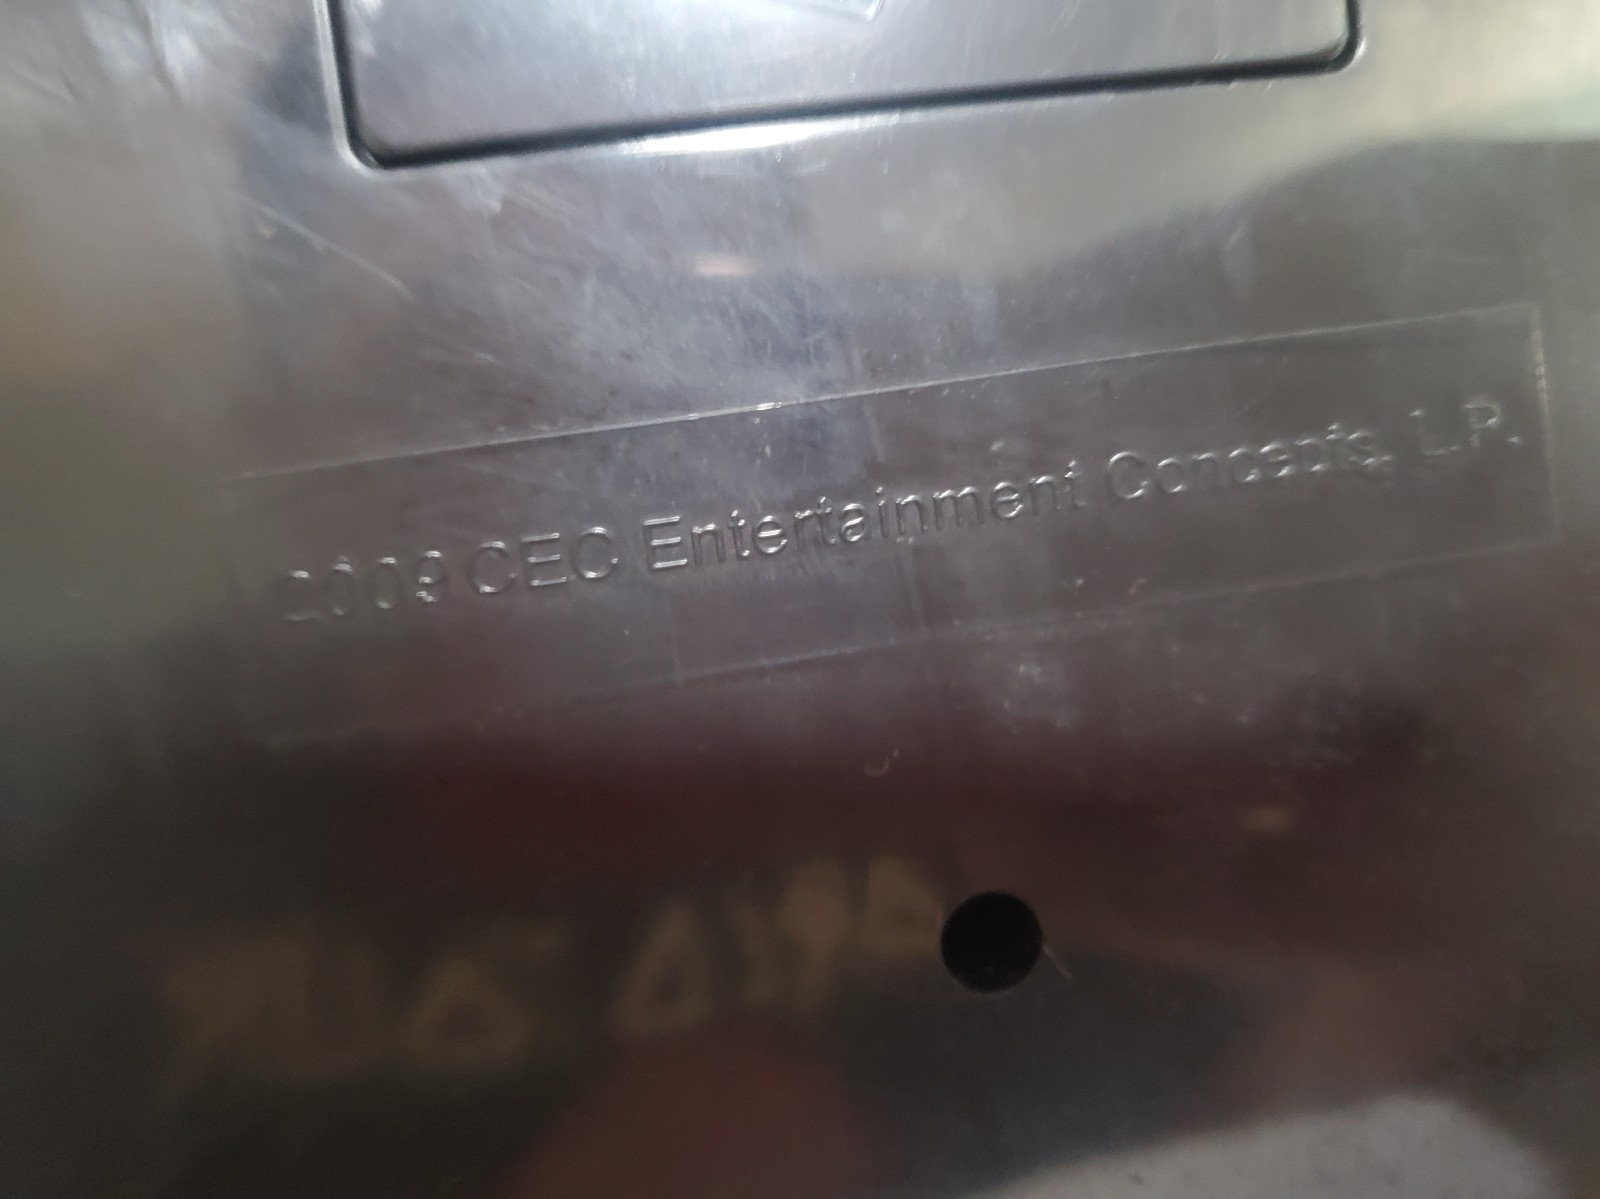 2009 CEC Entertainment Concepts, L.P.